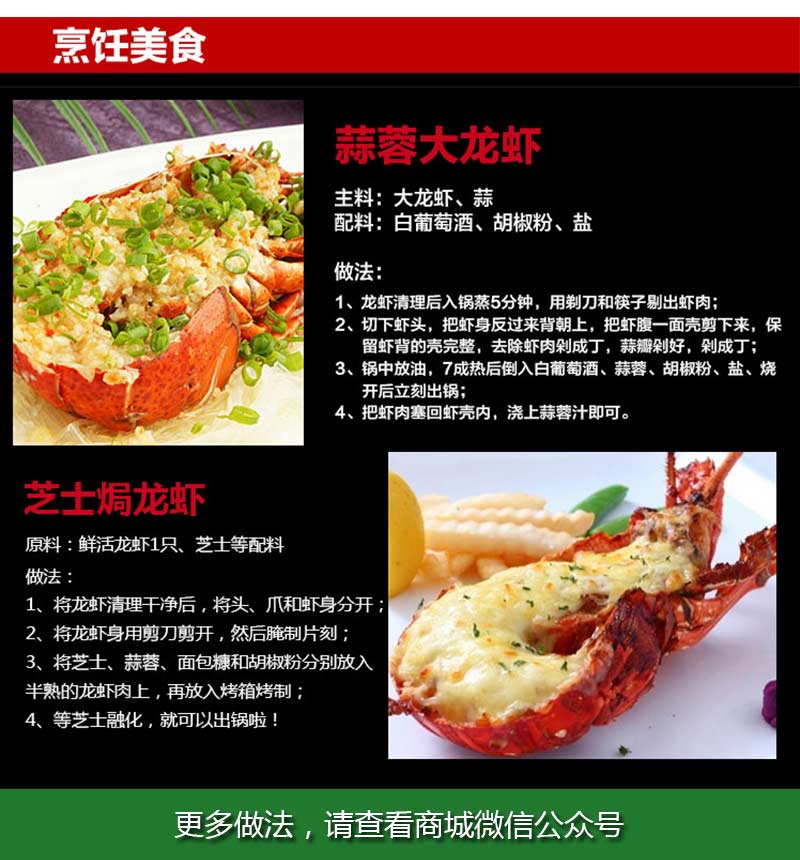 烹饪美食
蒜蓉大龙虾
主料：大龙虾、蒜
配料：白葡萄酒、胡椒粉、盐
做法：
1、龙虾清理后入锅蒸5分钟，用剃刀和筷子剔出虾肉；
2、切下虾头，把虾身反过来背朝上，把虾腹一面壳剪下来，保
留虾背的壳完整，去除虾肉剁成丁，蒜瓣剁好，剁成丁；
3、锅中放油，7成热后倒入白葡萄酒、蒜蓉、胡椒粉、盐、烧
开后立刻出锅；
4、把虾肉塞回虾壳内，浇上蒜蓉汁即可。
芝士焗龙虾
原料：鲜活龙虾1只、芝士等配料
做法：
1、将龙虾清理干净后，将头、爪和虾身分开；
2、将龙虾身用剪刀剪开，然后腌制片刻；
3、将芝士、蒜蓉、面包糠和胡椒粉分别放入
半熟的龙虾肉上，再放入烤箱烤制；
4、等芝士融化，就可以出锅啦！
更多做法，请查看商城微信公众号